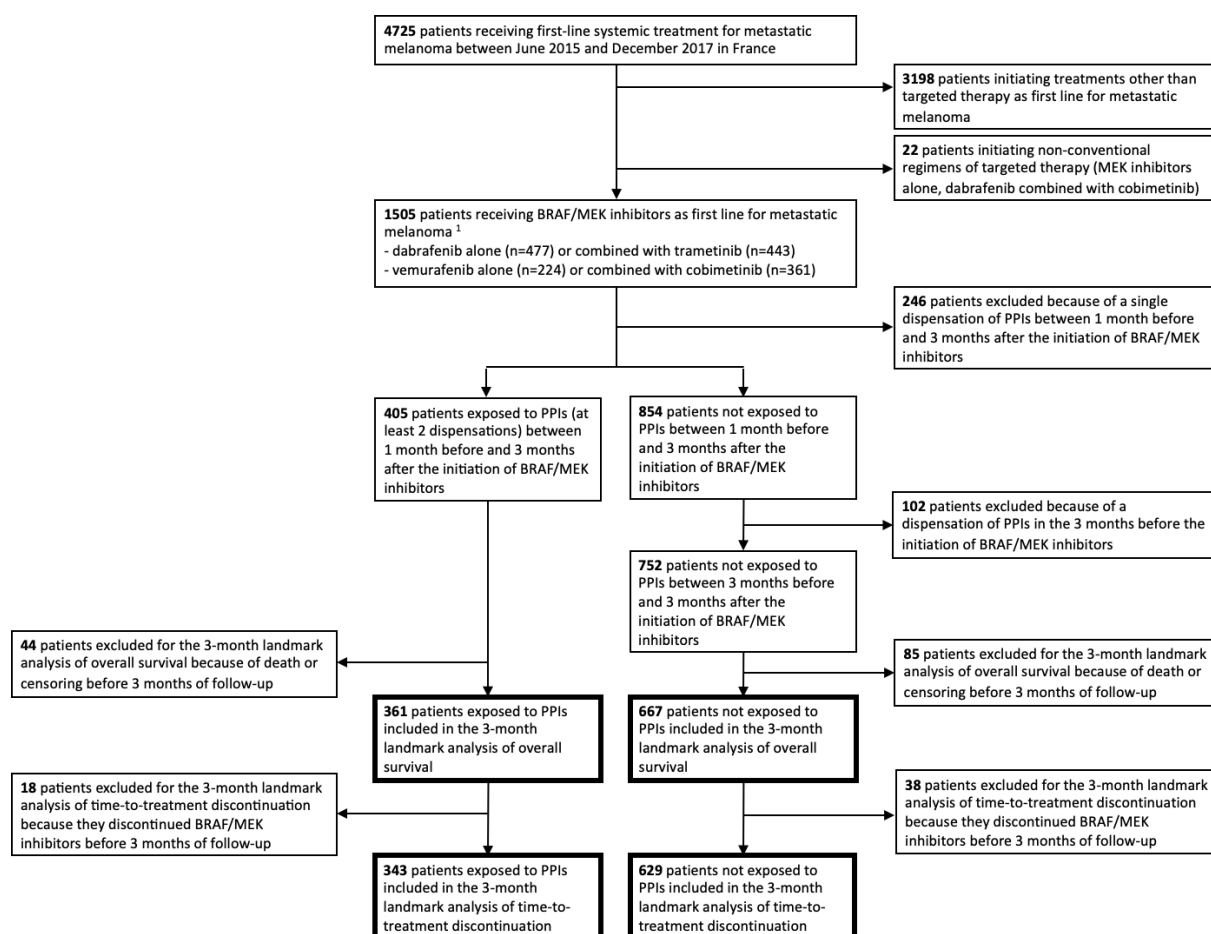 4725 patients receiving first-line systemic treatment for metastatic
melanoma between June 2015 and December 2017 in France
3198 patients initiating treatments other than
targeted therapy as first line for metastatic
melanoma
22 patients initiating non-conventional
regimens of targeted therapy (MEK inhibitors
alone, dabrafenib combined with cobimetinib)
1505 patients receiving BRAF/MEK inhibitors as first line for metastatic
melanoma 1
- dabrafenib alone (n=477) or combined with trametinib (n=443)
- vemurafenib alone (n=224) or combined with cobimetinib (n=361)
246 patients excluded because of a single
dispensation of PPIs between 1 month before
and 3 months after the initiation of BRAF/MEK
inhibitors
405 patients exposed to PPIs (at
least 2 dispensations) between
1 month before and 3 months
after the initiation of BRAF/MEK
inhibitors
854 patients not exposed to
PPIs between 1 month before
and 3 months after the
initiation of BRAF/MEK
inhibitors
102 patients excluded because of a
dispensation of PPIs in the 3 months before the
initiation of BRAF/MEK inhibitors
752 patients not exposed to
PPIs between 3 months before
and 3 months after the
initiation of BRAF/MEK
inhibitors
44 patients excluded for the 3-month landmark
analysis of overall survival because of death or
censoring before 3 months of follow-up
85 patients excluded for the 3-month landmark
analysis of overall survival because of death or
censoring before 3 months of follow-up
361 patients exposed to PPIs
included in the 3-month
landmark analysis of overall
survival
667 patients not exposed to
PPIs included in the 3-month
landmark analysis of overall
survival
18 patients excluded for the 3-month landmark
analysis of time-to-treatment discontinuation
because they discontinued BRAF/MEK
inhibitors before 3 months of follow-up
38 patients excluded for the 3-month landmark
analysis of time-to-treatment discontinuation
because they discontinued BRAF/MEK
inhibitors before 3 months of follow-up
343 patients exposed to PPIs
included in the 3-month
landmark analysis of time-to-
treatment discontinuation
629 patients not exposed to
PPIs included in the 3-month
landmark analysis of time-to-
treatment discontinuation